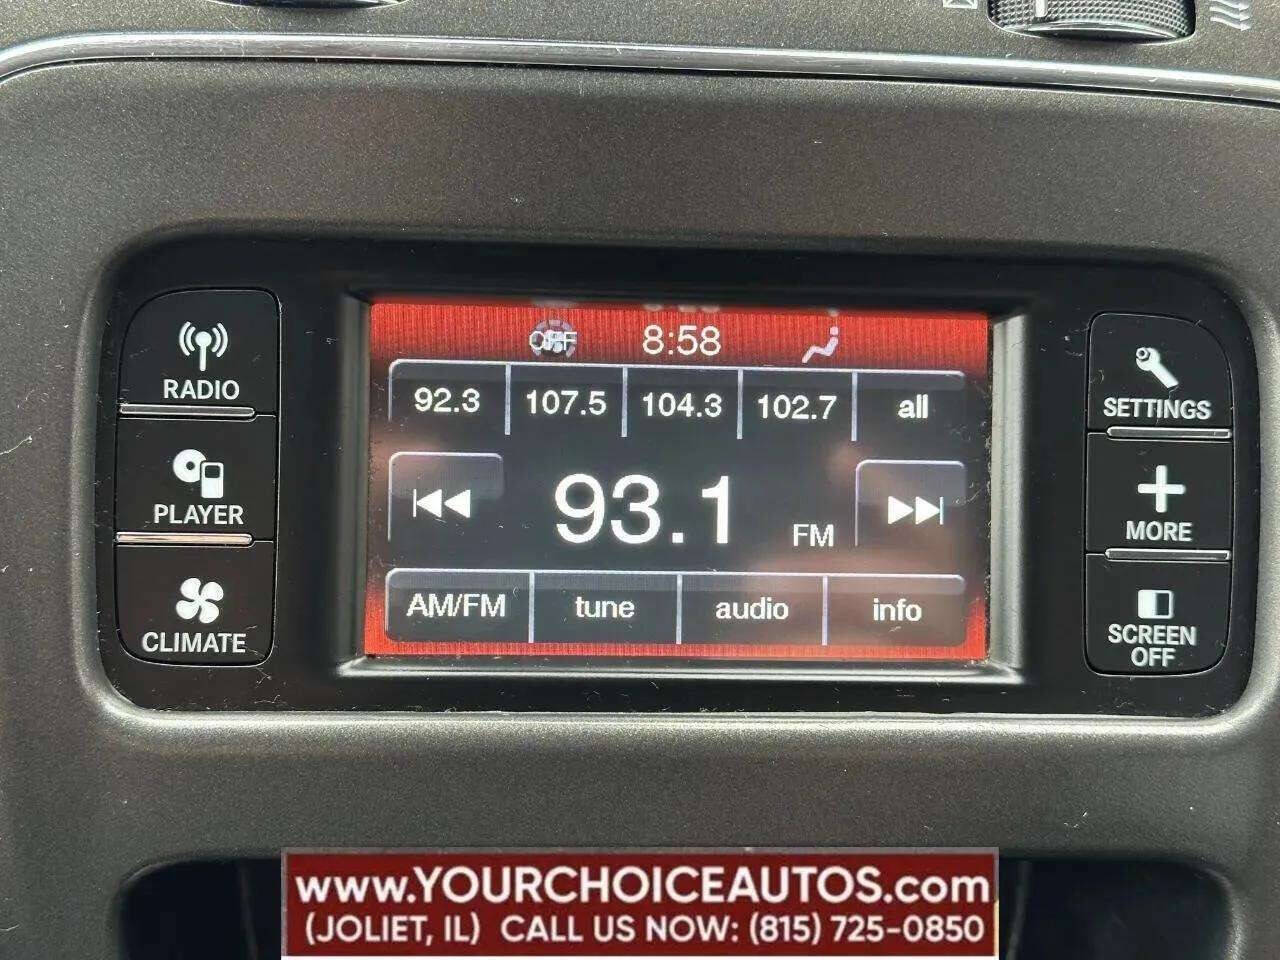 OFF 8:58
92.3 107.5 104.3 102.7 all
93.1 FM
AM/FM tune audio info
RADIO
PLAYER
CLIMATE
SETTINGS
MORE
SCREEN
OFF
www.YOURCHOICEAUTOS.com
(JOLIET, IL) CALL US NOW: (815) 725-0850